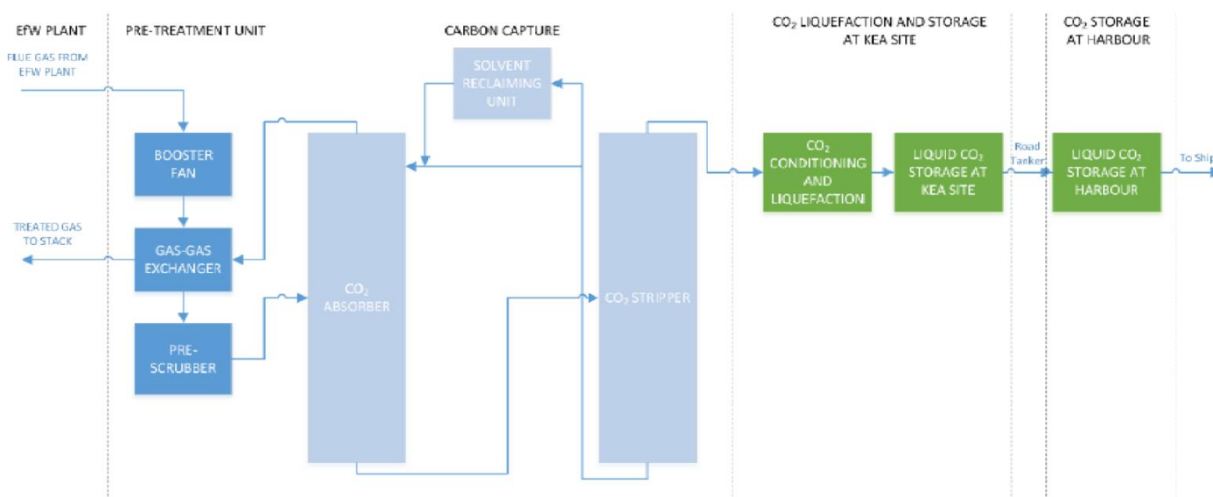 EfW PLANT
PRE-TREATMENT UNIT
CARBON CAPTURE
CO₂ LIQUEFACTION AND STORAGE
AT KEA SITE
CO₂ STORAGE
AT HARBOUR
FLUE GAS FROM
EFW PLANT
SOLVENT
RECLAIMING
UNIT
BOOSTER
FAN
CO₂
CONDITIONING
AND
LIQUEFACTION
LIQUID CO₂
STORAGE AT
KEA SITE
Road
Tanker
LIQUID CO₂
STORAGE AT
HARBOUR
To Ship
TREATED GAS
TO STACK
GAS-GAS
EXCHANGER
CO₂
ABSORBER
CO₂ STRIPPER
PRE-
SCRUBBER